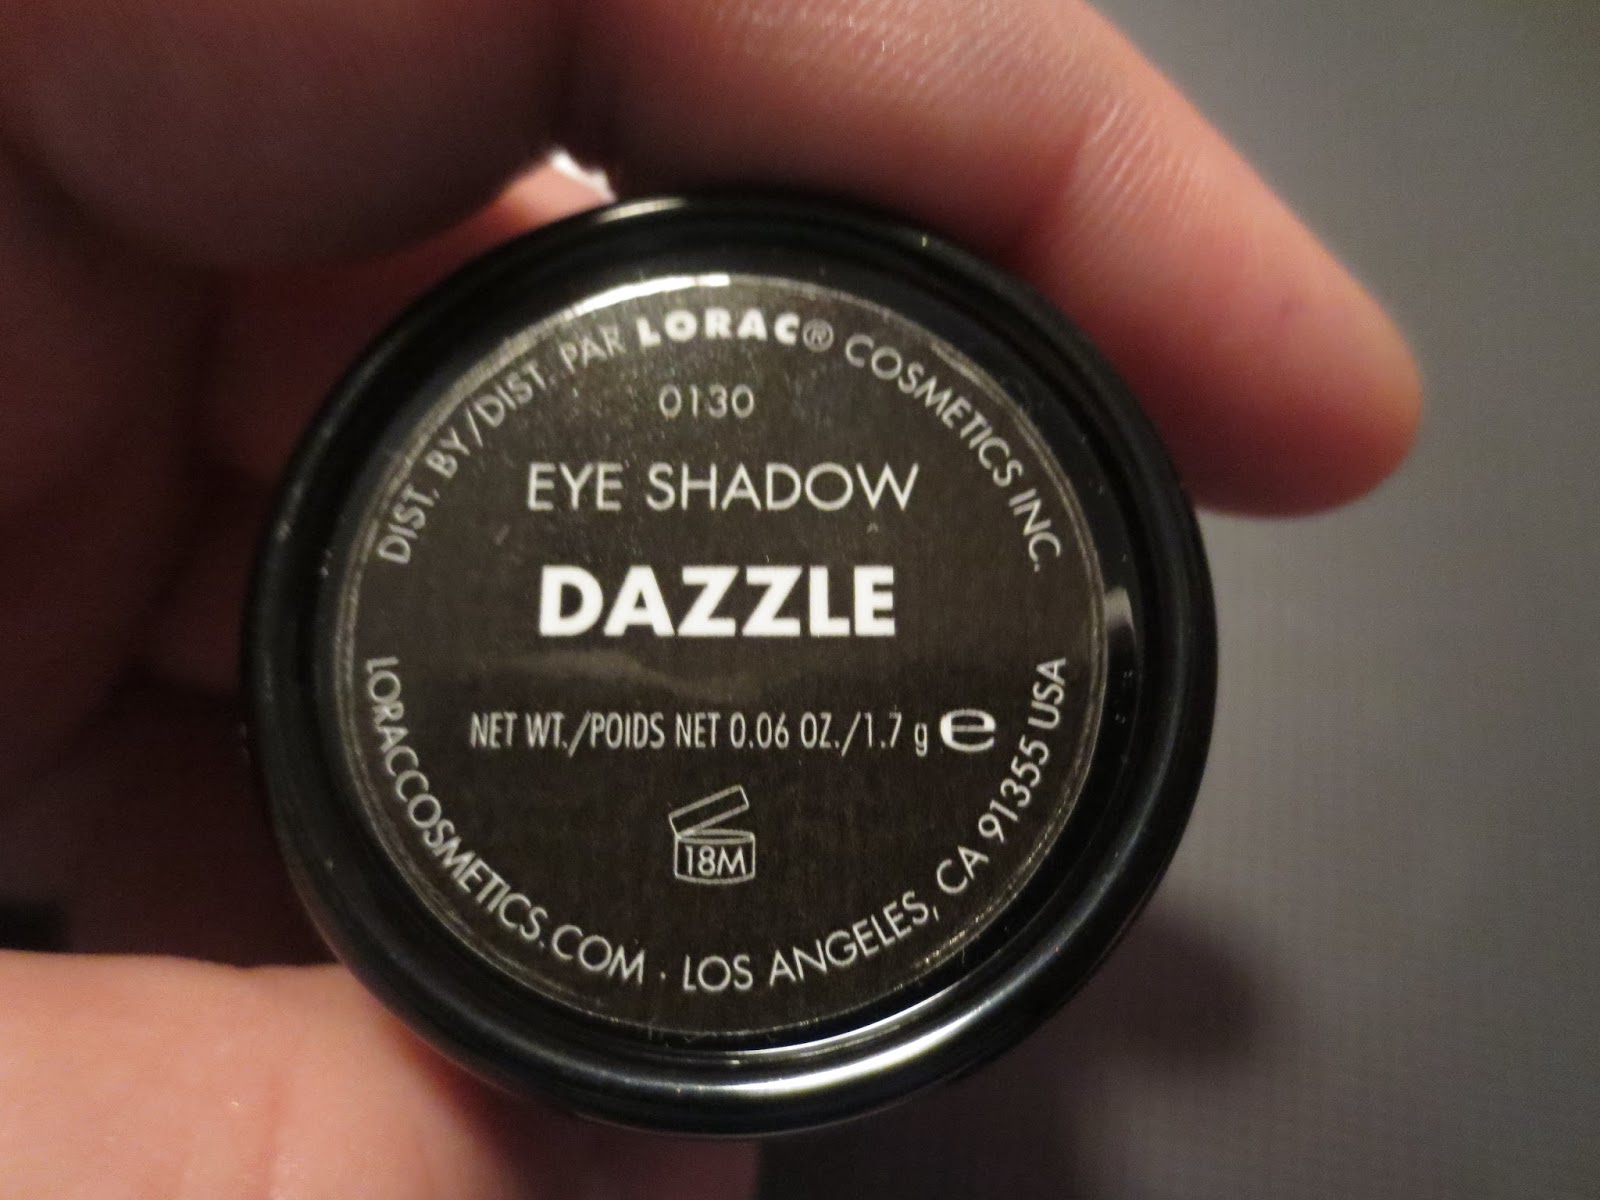 DIST. BY/DIST. PAR LORAC® COSMETICS INC.
0130
EYE SHADOW
DAZZLE
NET WT./POIDS NET 0.06 OZ./1.7 g ℮
18M
LORACCOSMETICS.COM · LOS ANGELES, CA 91355 USA